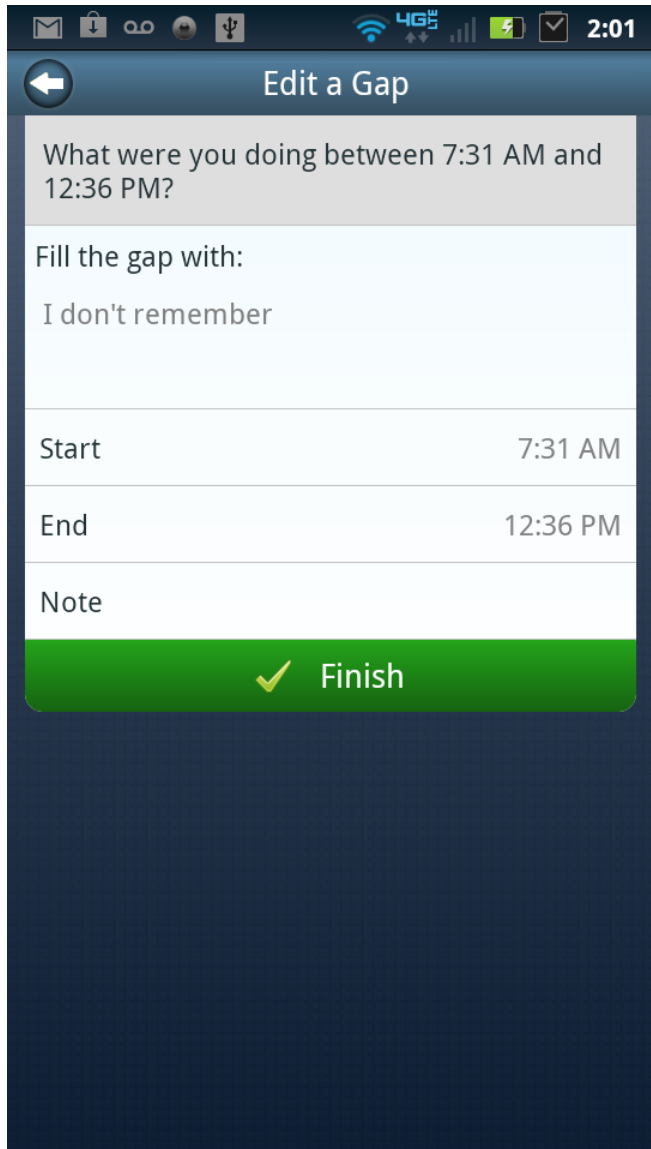 4G LTE 2:01
Edit a Gap
What were you doing between 7:31 AM and
12:36 PM?
Fill the gap with:
I don't remember
Start 7:31 AM
End 12:36 PM
Note
Finish